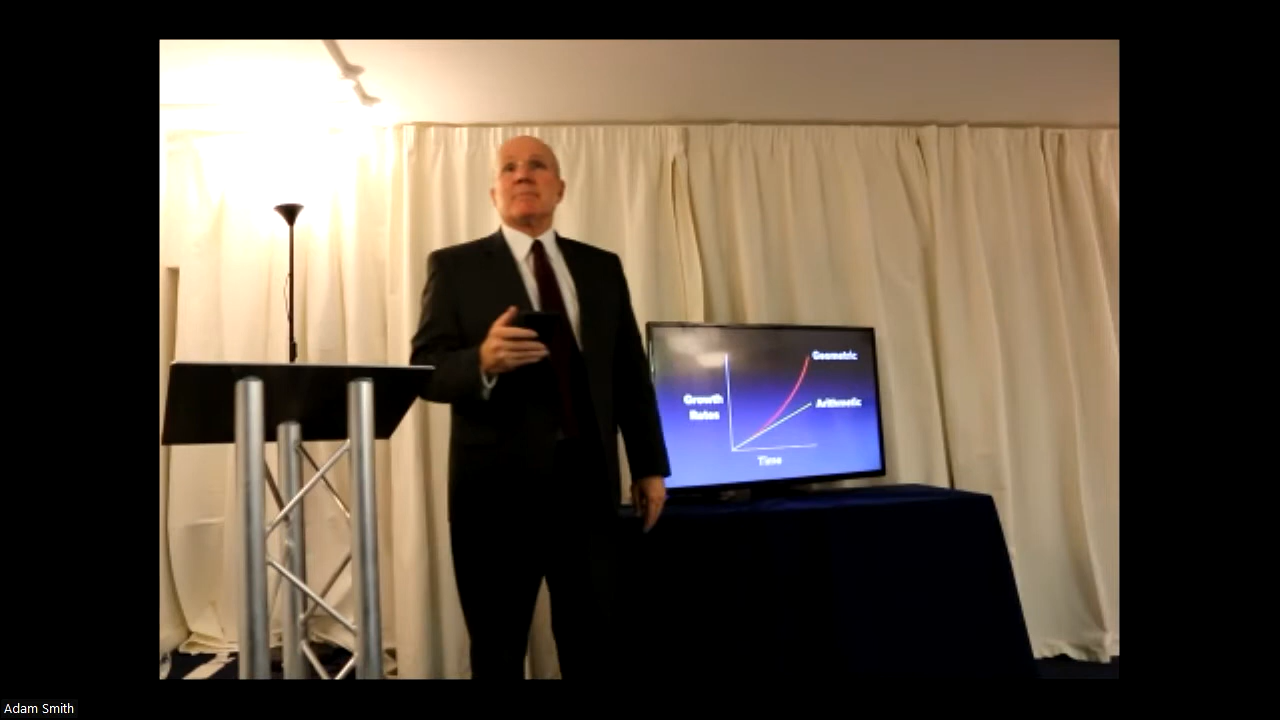 Geometric
Growth
Rates
Arithmetic
Time
Adam Smith